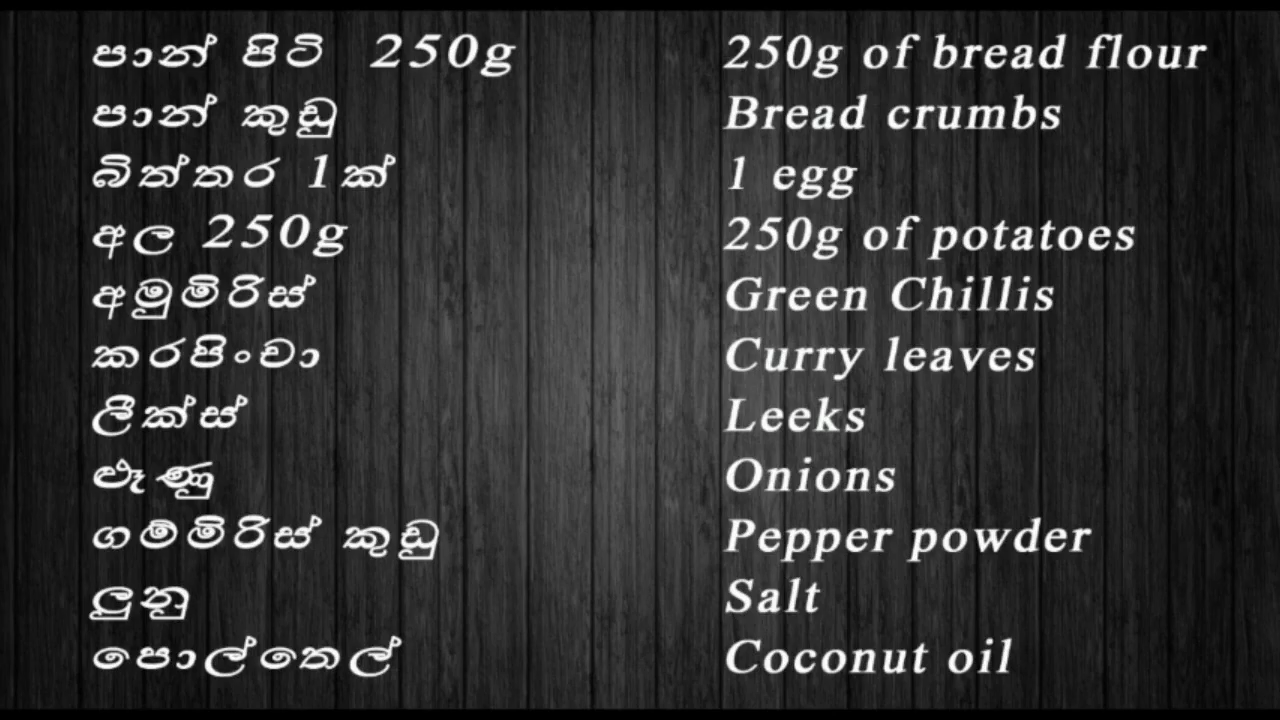 පාන් පිටි 250g 250g of bread flour
පාන් කුඩු Bread crumbs
බිත්තර 1ක් 1 egg
අල 250g 250g of potatoes
අමුමිරිස් Green Chillis
කරපිංචා Curry leaves
ලීක්ස් Leeks
ළූණු Onions
ගම්මිරිස් කුඩු Pepper powder
ලුනු Salt
පොල්තෙල් Coconut oil